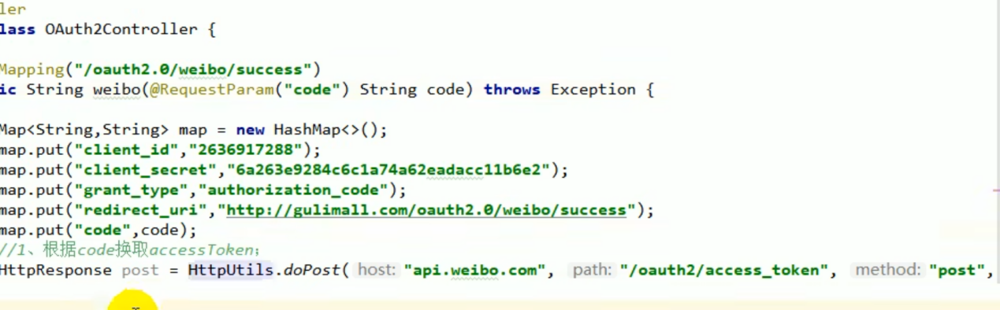 ler
lass OAuth2Controller {
Mapping("/oauth2.0/weibo/success")
ic String weibo(@RequestParam("code") String code) throws Exception {
Map<String,String> map = new HashMap<>();
map.put("client_id","2636917288");
map.put("client_secret","6a263e9284c6c1a74a62eadacc11b6e2");
map.put("grant_type","authorization_code");
map.put("redirect_uri","http://gulimall.com/oauth2.0/weibo/success");
map.put("code",code);
//1、根据code换取accessToken;
HttpResponse post = HttpUtils.doPost( host: "api.weibo.com", path: "/oauth2/access_token", method: "post",